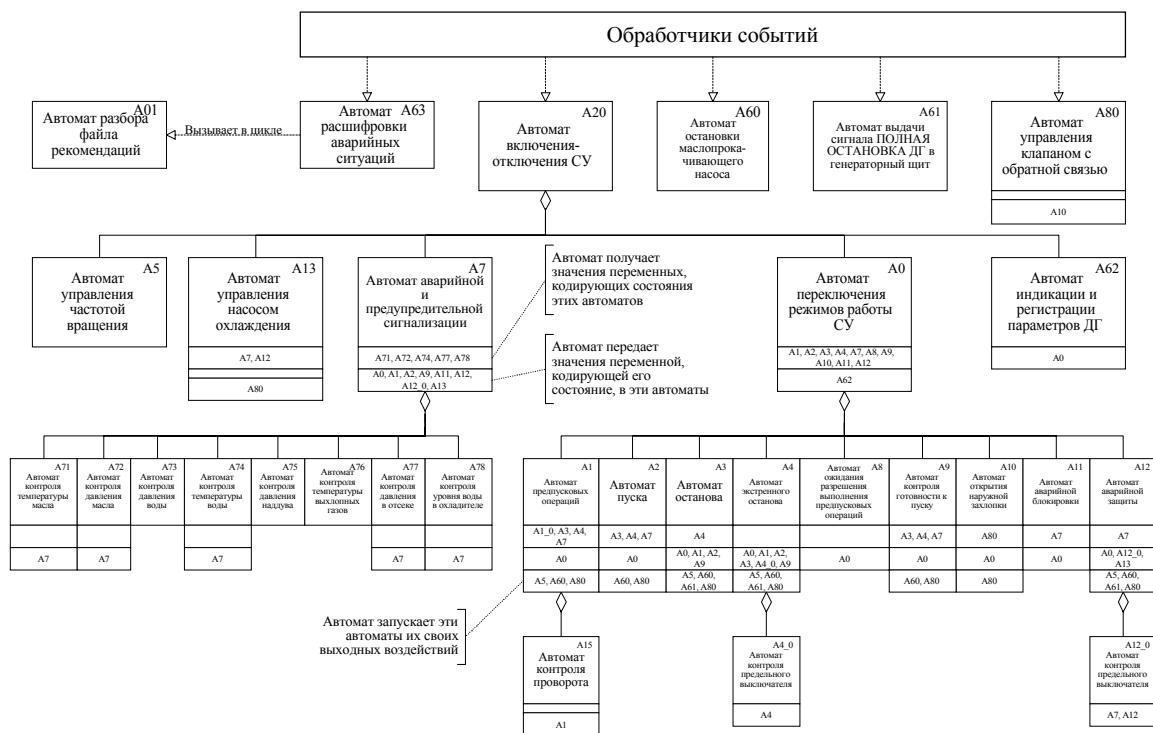 Обработчики событий
A01
Автомат разбора
файла
рекомендаций
Вызывает в цикле
A63
Автомат
расшифровки
аварийных
ситуаций
A20
Автомат
включения-
отключения СУ
A60
Автомат
остановки
маслопрока-
чивающего
насоса
A61
Автомат выдачи
сигнала ПОЛНАЯ
ОСТАНОВКА ДГ в
генераторный щит
A80
Автомат
управления
клапаном с
обратной связью
A10
A5
Автомат
управления
частотой
вращения
A13
Автомат
управления
насосом
охлаждения
A7, A12
A80
A7
Автомат аварийной
и
предупредительной
сигнализации
A71, A72, A74, A77, A78
A0, A1, A2, A9, A11, A12,
A12_0, A13
Автомат получает
значения переменных,
кодирующих состояния
этих автоматов
Автомат передает
значения переменной,
кодирующей его
состояние, в эти автоматы
A0
Автомат
переключения
режимов работы
СУ
A1, A2, A3, A4, A7, A8, A9,
A10, A11, A12
A62
A62
Автомат
индикации и
регистрации
параметров ДГ
A0
A71
Автомат
контроля
температуры
масла
A7
A72
Автомат
контроля
давления
масла
A7
A73
Автомат
контроля
давления
воды
A74
Автомат
контроля
температуры
воды
A7
A75
Автомат
контроля
давления
наддува
A76
Автомат
контроля
температуры
выхлопных
газов
A77
Автомат
контроля
давления
в отсеке
A7
A78
Автомат
контроля
уровня воды
в охладителе
A7
A1
Автомат
предпусковых
операций
A1_0, A3, A4,
A7
A0
A5, A60, A80
A2
Автомат
пуска
A3, A4, A7
A0
A60, A80
A3
Автомат
останова
A4
A0, A1, A2,
A9
A5, A60,
A61, A80
A4
Автомат
экстренного
останова
A0, A1, A2,
A3, A4_0, A9
A5, A60,
A61, A80
A8
Автомат
ожидания
разрешения
выполнения
предпусковых
операций
A0
A9
Автомат
контроля
готовности к
пуску
A3, A4, A7
A0
A60, A80
A10
Автомат
открытия
наружной
захлопки
A80
A0
A80
A11
Автомат
аварийной
блокировки
A7
A0
A12
Автомат
аварийной
защиты
A7
A0, A12_0,
A13
A5, A60,
A61, A80
Автомат запускает эти
автоматы их своих
выходных воздействий
A15
Автомат
контроля
проворота
A1
A4_0
Автомат
контроля
предельного
выключателя
A4
A12_0
Автомат
контроля
предельного
выключателя
A7, A12